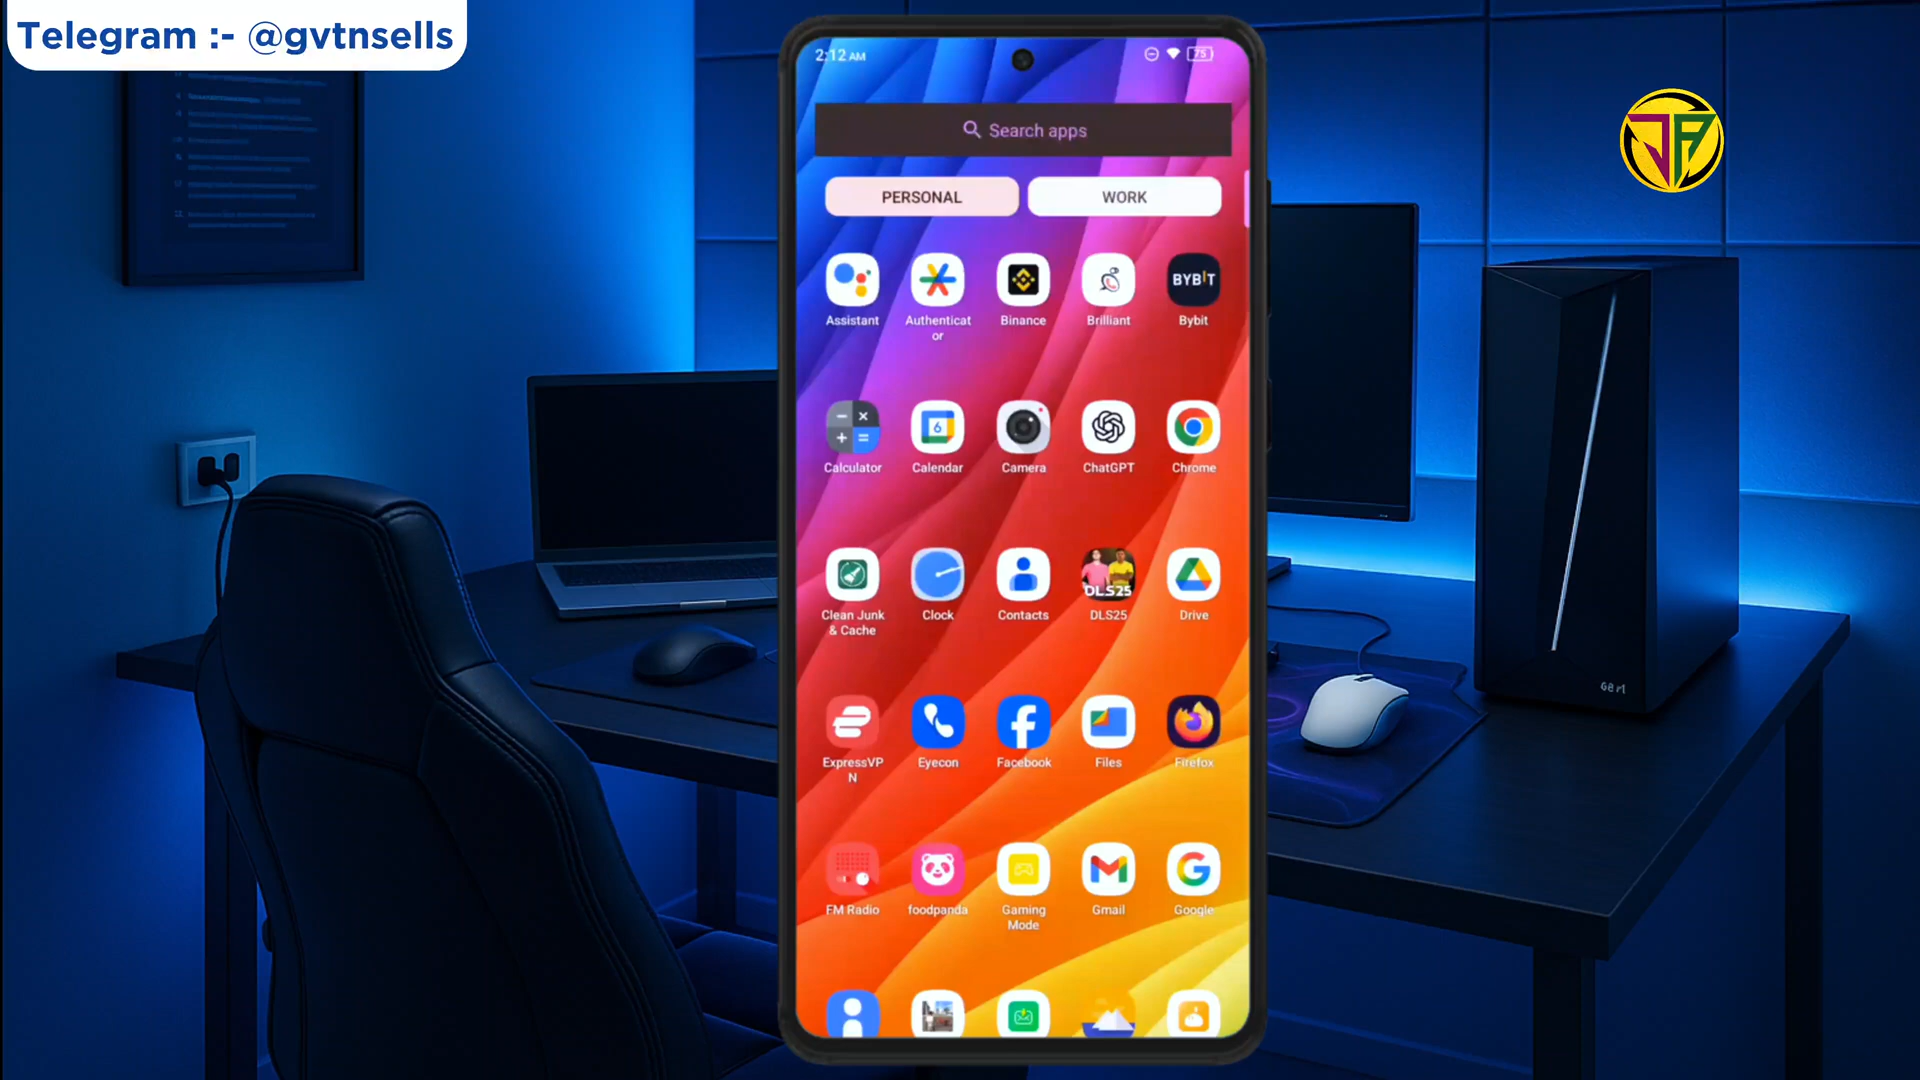 Telegram :- @gvtnsells
2:12 AM
75
Search apps
PERSONAL
WORK
Assistant
Authenticat
or
Binance
Brilliant
BYBIT
Bybit
Calculator
6
Calendar
Camera
ChatGPT
Chrome
Clean Junk
& Cache
Clock
Contacts
DLS25
DLS25
Drive
ExpressVP
N
Eyecon
Facebook
Files
Firefox
FM Radio
foodpanda
Gaming
Mode
Gmail
Google